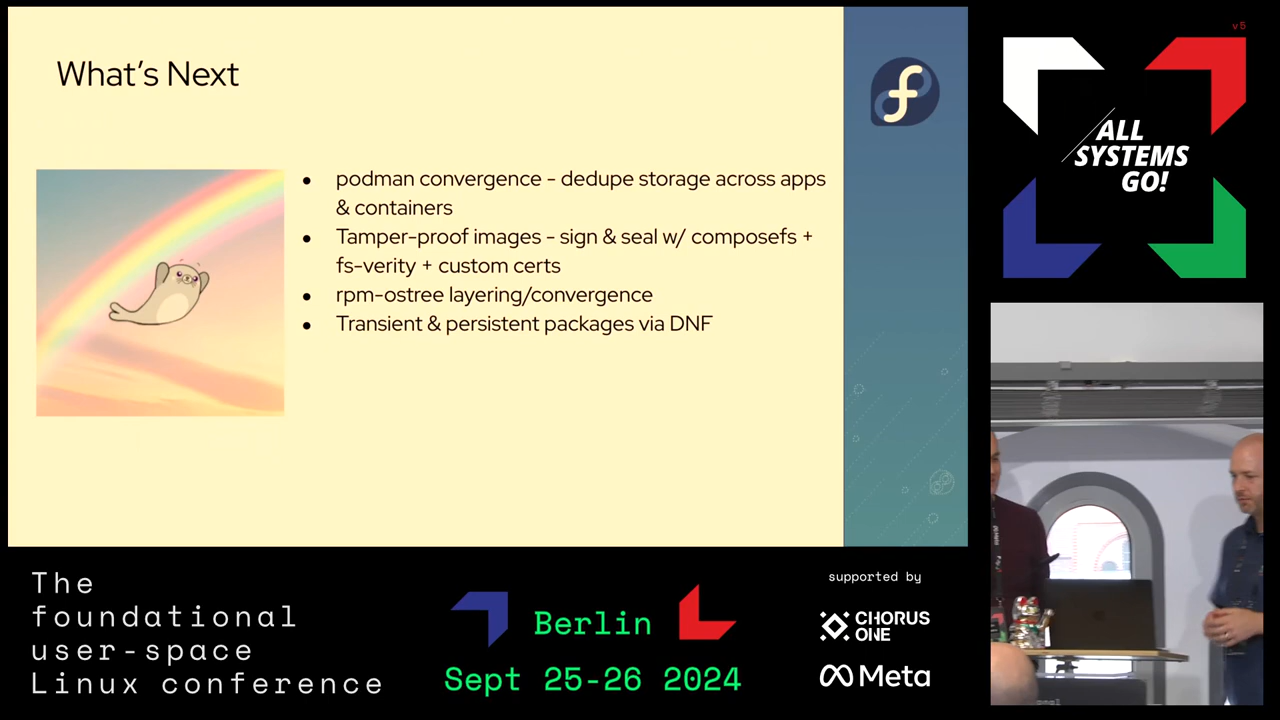 What's Next
• podman convergence - dedupe storage across apps
& containers
• Tamper-proof images - sign & seal w/ composefs +
fs-verity + custom certs
• rpm-ostree layering/convergence
• Transient & persistent packages via DNF
v5
ALL
SYSTEMS
GO!
The
foundational
user-space
Linux conference
Berlin
Sept 25-26 2024
supported by
CHORUS
ONE
Meta